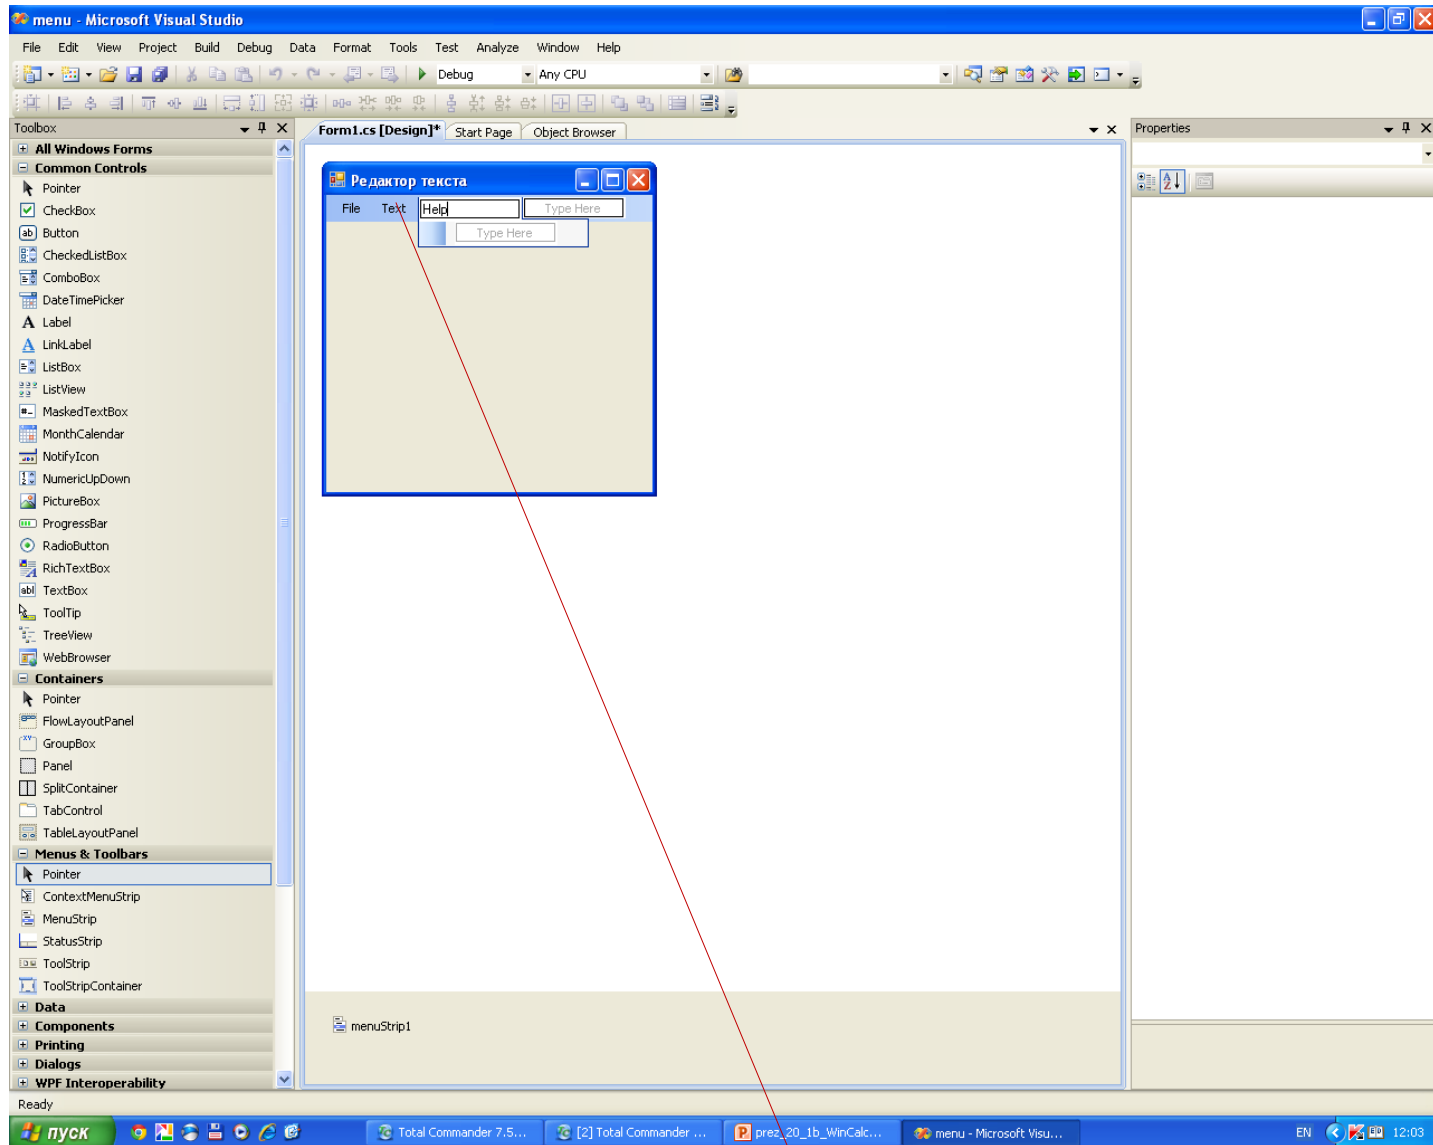 menu - Microsoft Visual Studio
File Edit View Project Build Debug Data Format Tools Test Analyze Window Help
Debug Any CPU
Toolbox
All Windows Forms
Common Controls
Pointer
CheckBox
Button
CheckedListBox
ComboBox
DateTimePicker
Label
LinkLabel
ListBox
ListView
MaskedTextBox
MonthCalendar
NotifyIcon
NumericUpDown
PictureBox
ProgressBar
RadioButton
RichTextBox
TextBox
ToolTip
TreeView
WebBrowser
Containers
Pointer
FlowLayoutPanel
GroupBox
Panel
SplitContainer
TabControl
TableLayoutPanel
Menus & Toolbars
Pointer
ContextMenuStrip
MenuStrip
StatusStrip
ToolStrip
ToolStripContainer
Data
Components
Printing
Dialogs
WPF Interoperability
Form1.cs [Design]* Start Page Object Browser
Редактор текста
File Text Help Type Here
Type Here
menuStrip1
Properties
Ready
пуск Total Commander 7.5... [2] Total Commander ... prez_20_1b_WinCalc... menu - Microsoft Visu... EN 12:03